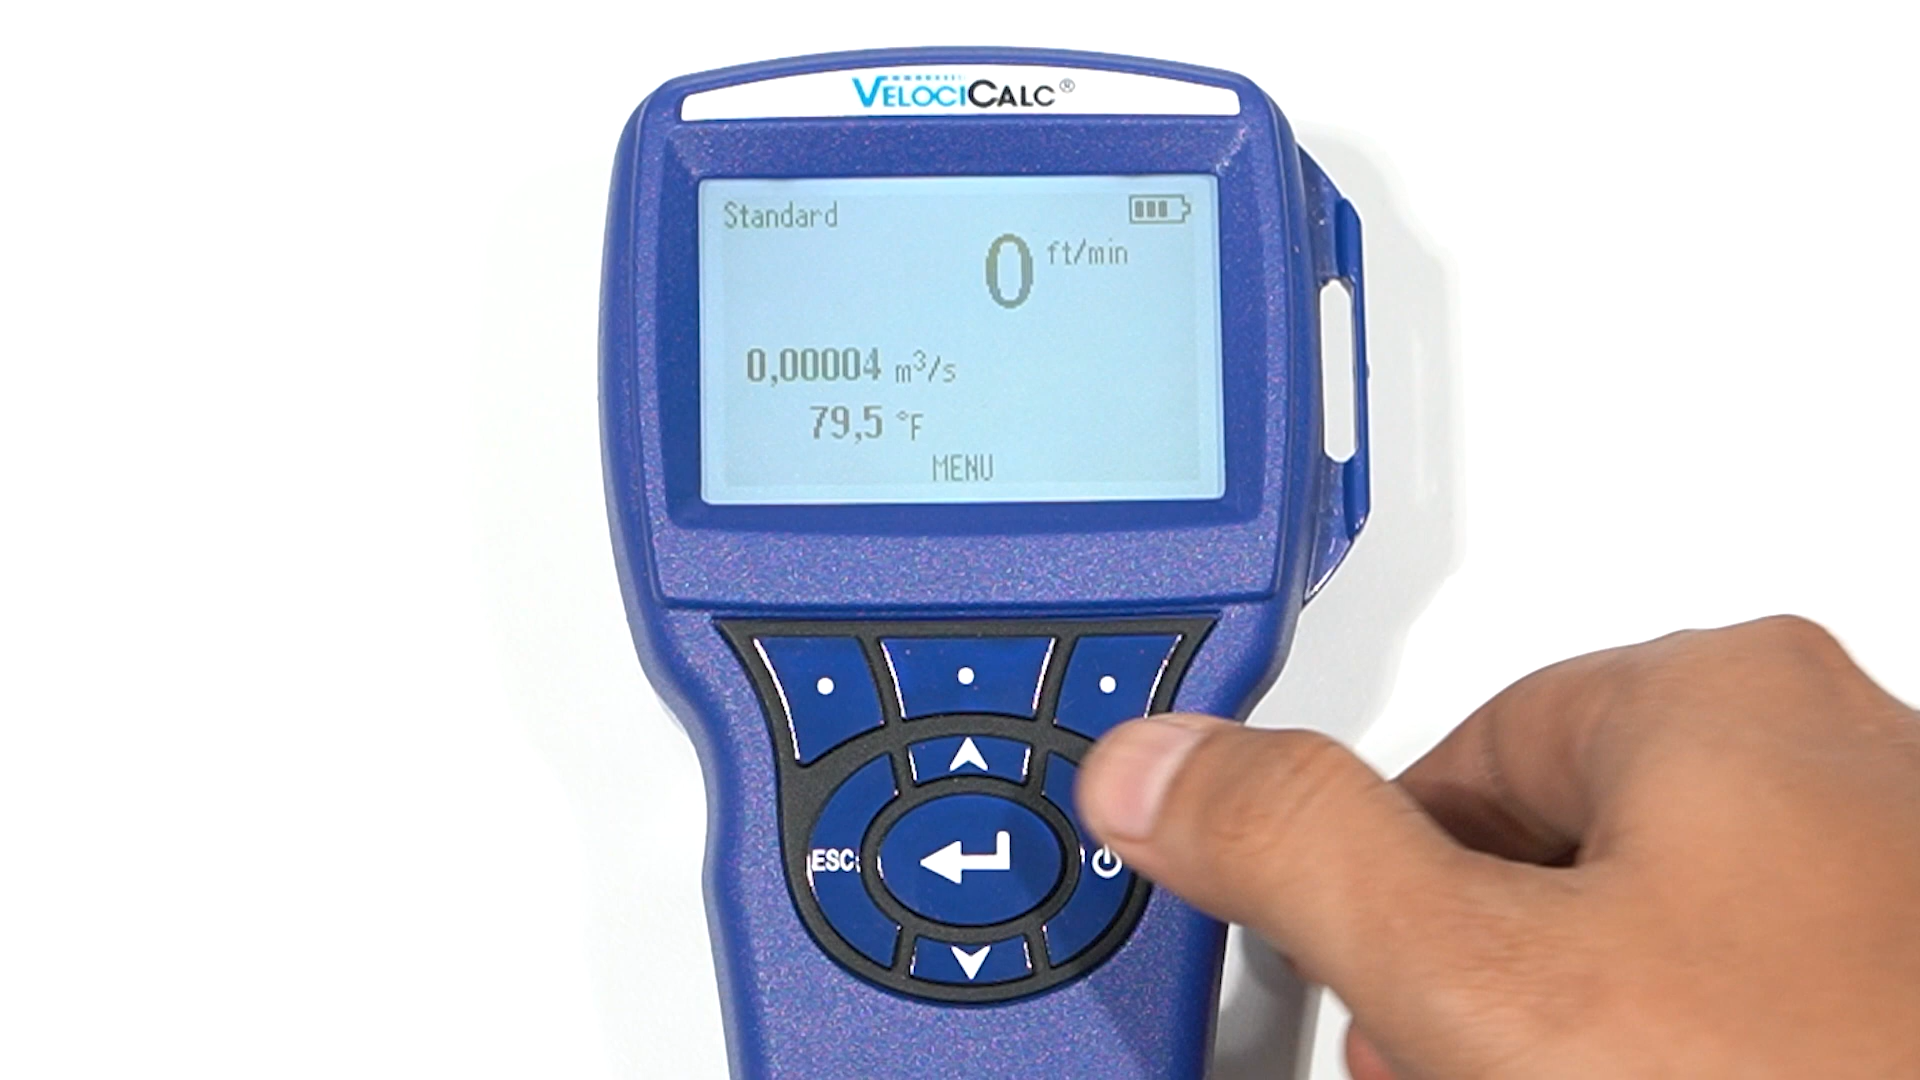 VELOCICALC®
Standard
0 ft/min
0,00004 m³/s
79,5 °F
MENU
ESC